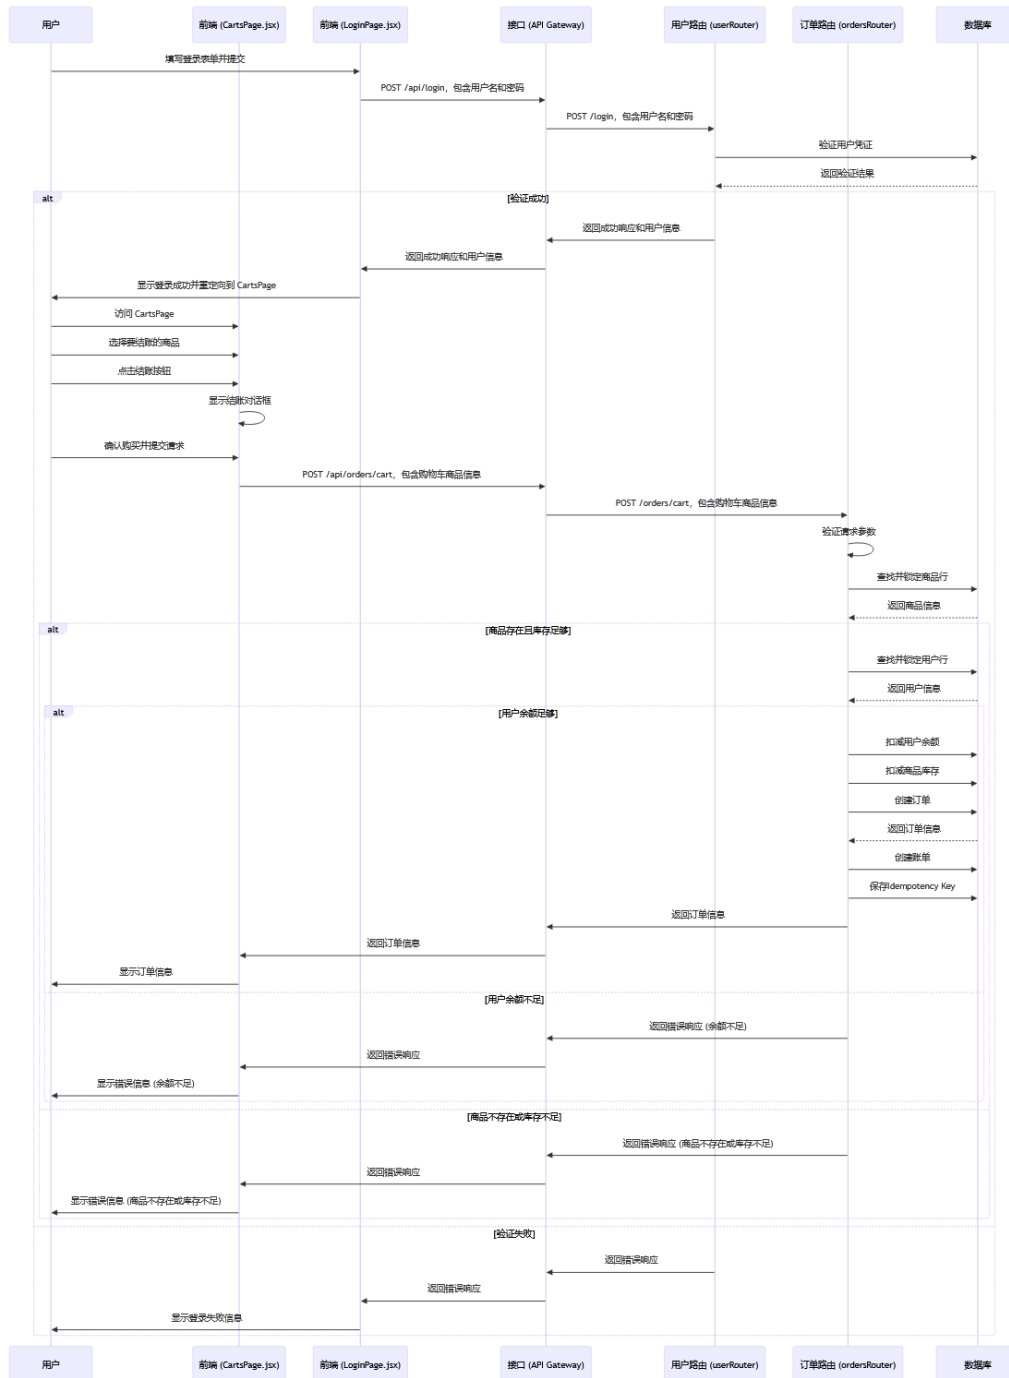 用户
前端 (CartsPage.jsx)
前端 (LoginPage.jsx)
接口 (API Gateway)
用户路由 (userRouter)
订单路由 (ordersRouter)
数据库
填写登录表单并提交
POST /api/login，包含用户名和密码
POST /login，包含用户名和密码
验证用户凭证
返回验证结果
alt
[验证成功]
返回成功响应和用户信息
返回成功响应和用户信息
显示登录成功并重定向到 CartsPage
访问 CartsPage
选择要结账的商品
点击结账按钮
显示结账对话框
确认购买并提交请求
POST /api/orders/cart，包含购物车商品信息
POST /orders/cart，包含购物车商品信息
验证请求参数
查找并锁定商品行
返回商品信息
alt
[商品存在且库存足够]
查找并锁定用户行
返回用户信息
alt
[用户余额足够]
扣减用户余额
扣减商品库存
创建订单
返回订单信息
创建账单
保存Idempotency Key
返回订单信息
返回订单信息
显示订单信息
[用户余额不足]
返回错误响应 (余额不足)
返回错误响应
显示错误信息 (余额不足)
[商品不存在或库存不足]
返回错误响应 (商品不存在或库存不足)
返回错误响应
显示错误信息 (商品不存在或库存不足)
[验证失败]
返回错误响应
返回错误响应
显示登录失败信息
用户
前端 (CartsPage.jsx)
前端 (LoginPage.jsx)
接口 (API Gateway)
用户路由 (userRouter)
订单路由 (ordersRouter)
数据库